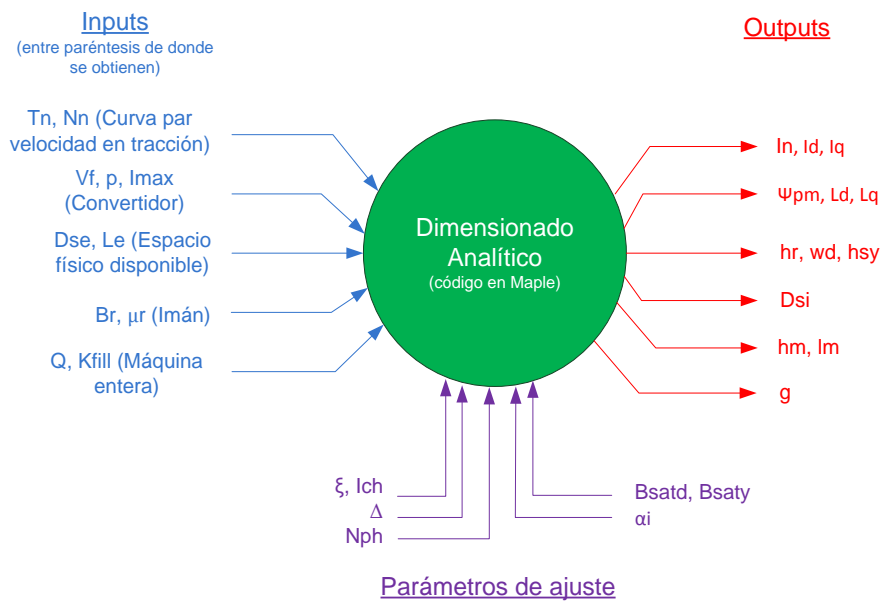 Inputs
(entre paréntesis de donde
se obtienen)
Tn, Nn (Curva par
velocidad en tracción)
Vf, p, Imax
(Convertidor)
Dse, Le (Espacio
físico disponible)
Br, μr (Imán)
Q, Kfill (Máquina
entera)
Dimensionado
Analítico
(código en Maple)
Outputs
In, Id, Iq
Ψpm, Ld, Lq
hr, wd, hsy
Dsi
hm, lm
g
ξ, Ich
Δ
Nph
Bsatd, Bsaty
αi
Parámetros de ajuste